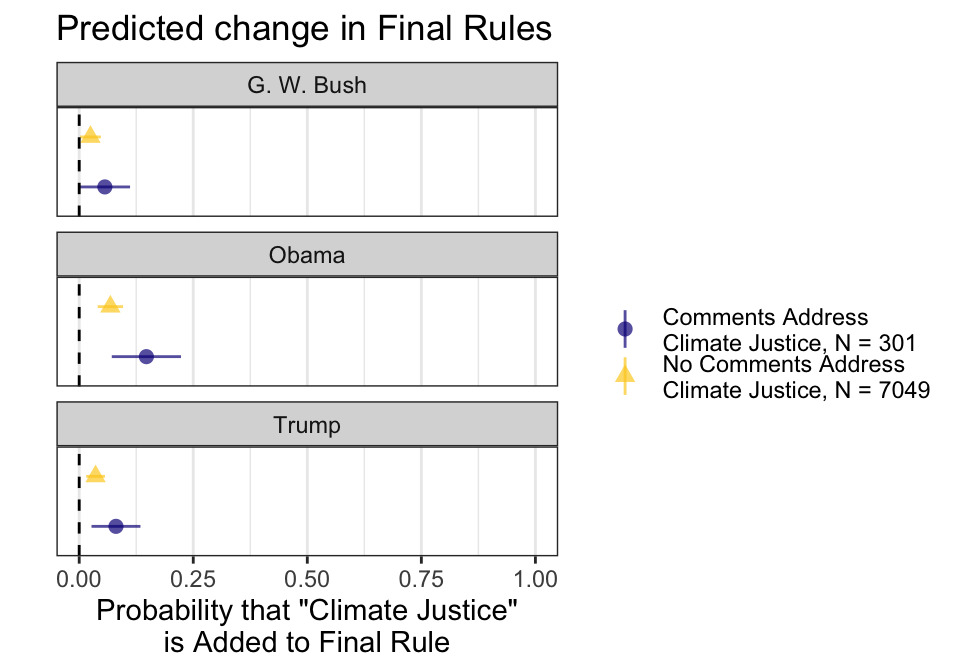 Predicted change in Final Rules
G. W. Bush
Obama
Trump
0.00 0.25 0.50 0.75 1.00
Probability that "Climate Justice"
is Added to Final Rule
Comments Address
Climate Justice, N = 301
No Comments Address
Climate Justice, N = 7049